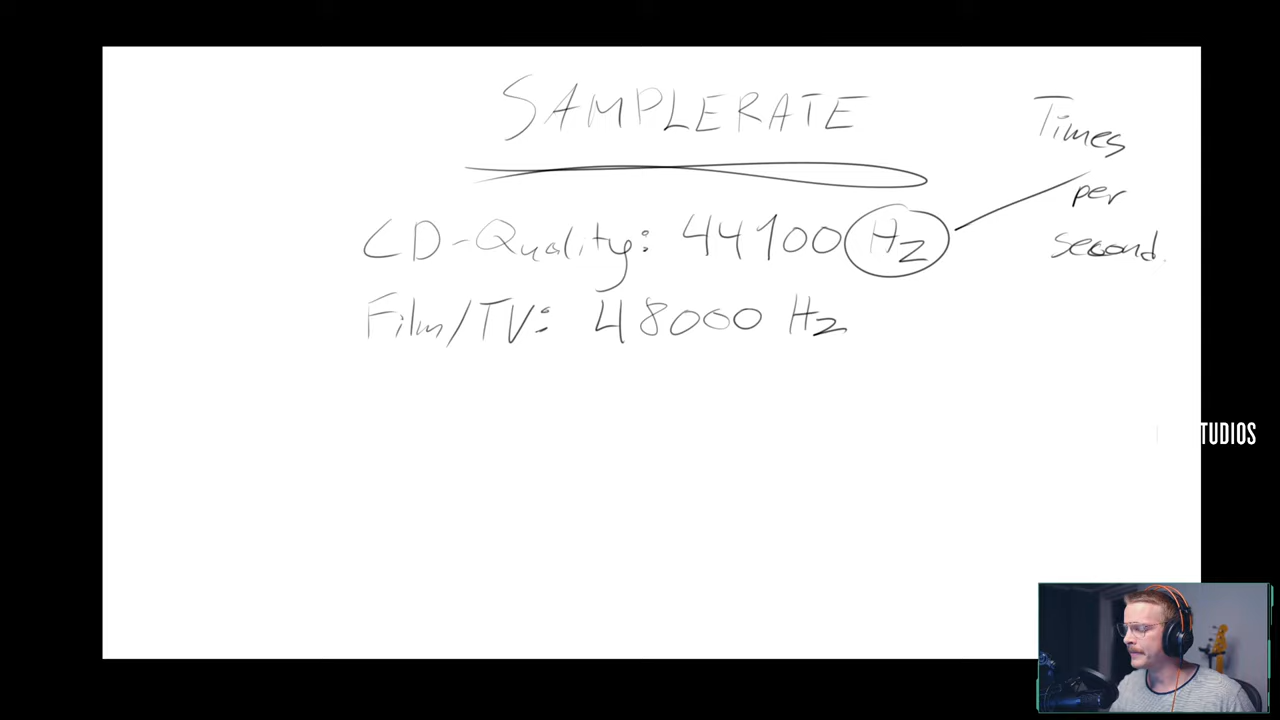 SAMPLERATE
CD-Quality: 44100 Hz
Film/TV: 48000 Hz
Times
per
second.
TUDIOS